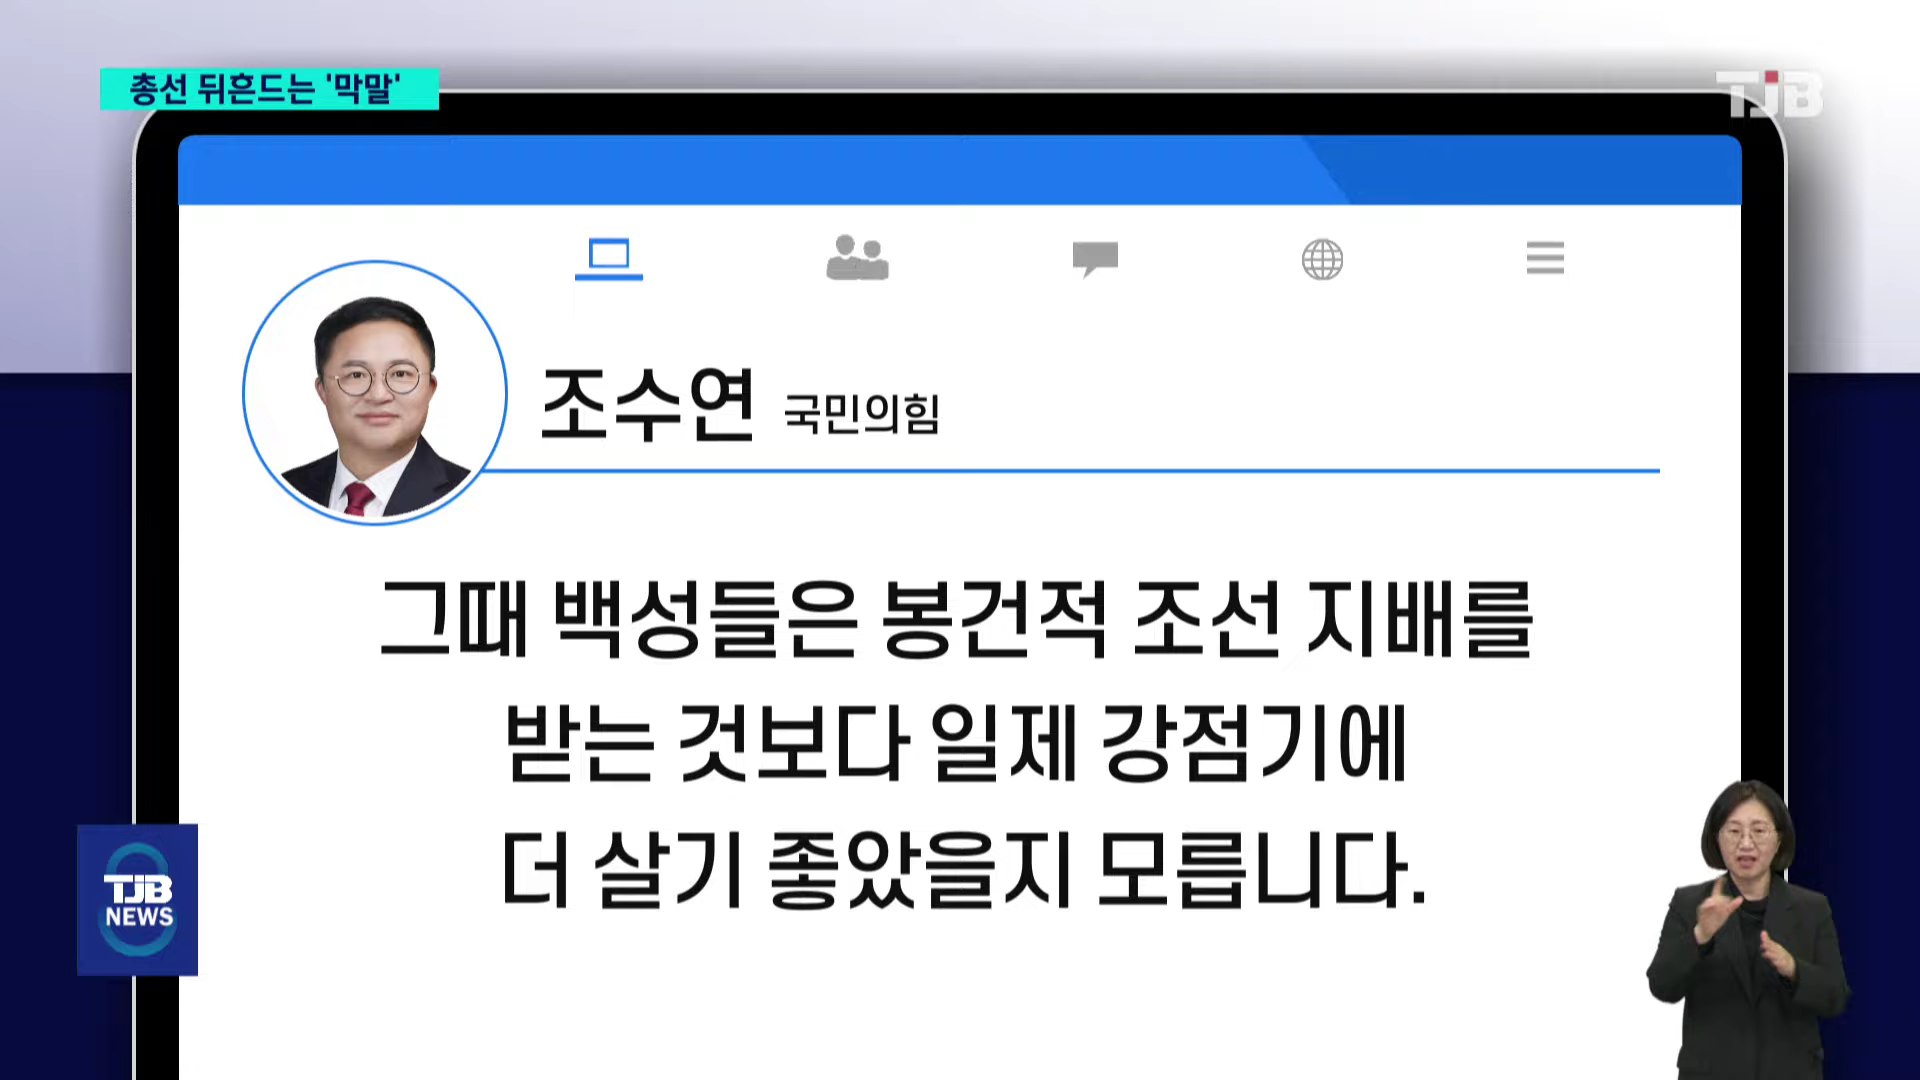 총선 뒤흔드는 '막말'
TJB
조수연 국민의힘
그때 백성들은 봉건적 조선 지배를
받는 것보다 일제 강점기에
더 살기 좋았을지 모릅니다.
TJB
NEWS